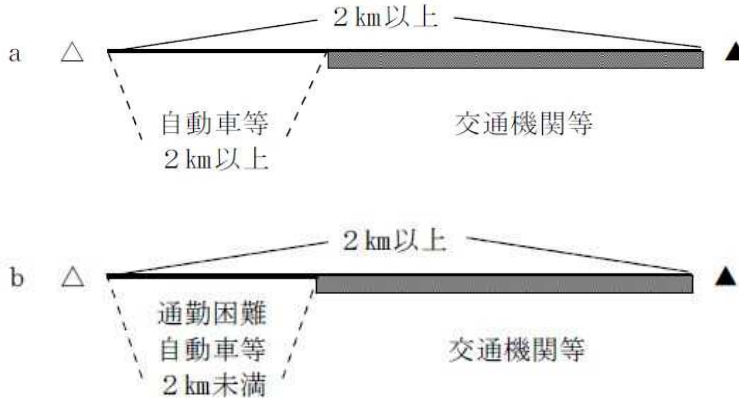 ２km以上
a △ ▲
自動車等 交通機関等
２km以上
２km以上
b △ ▲
通勤困難
自動車等 交通機関等
２km未満